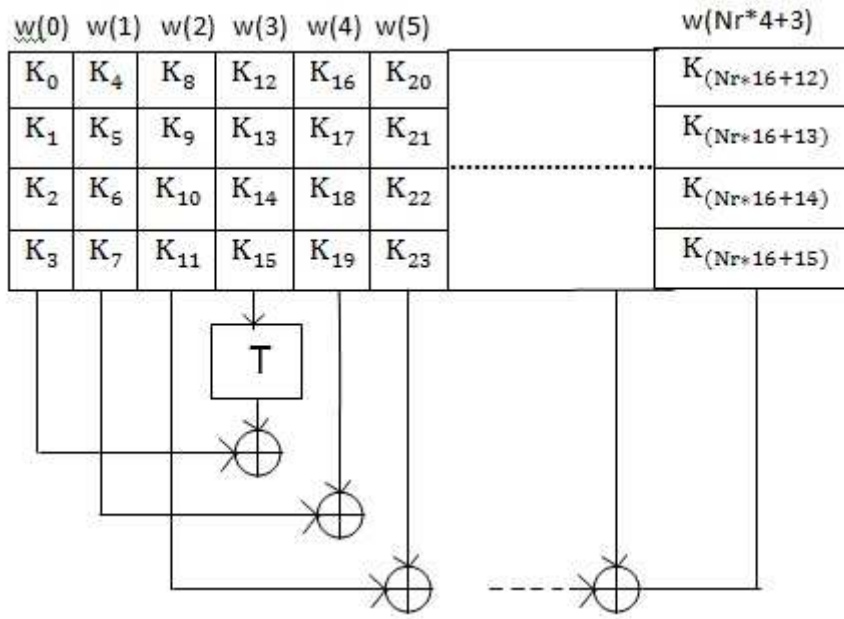 w(0) w(1) w(2) w(3) w(4) w(5) w(Nr*4+3)
K₀ K₄ K₈ K₁₂ K₁₆ K₂₀ K₍Nr*16+12₎
K₁ K₅ K₉ K₁₃ K₁₇ K₂₁ K₍Nr*16+13₎
K₂ K₆ K₁₀ K₁₄ K₁₈ K₂₂ K₍Nr*16+14₎
K₃ K₇ K₁₁ K₁₅ K₁₉ K₂₃ K₍Nr*16+15₎
T